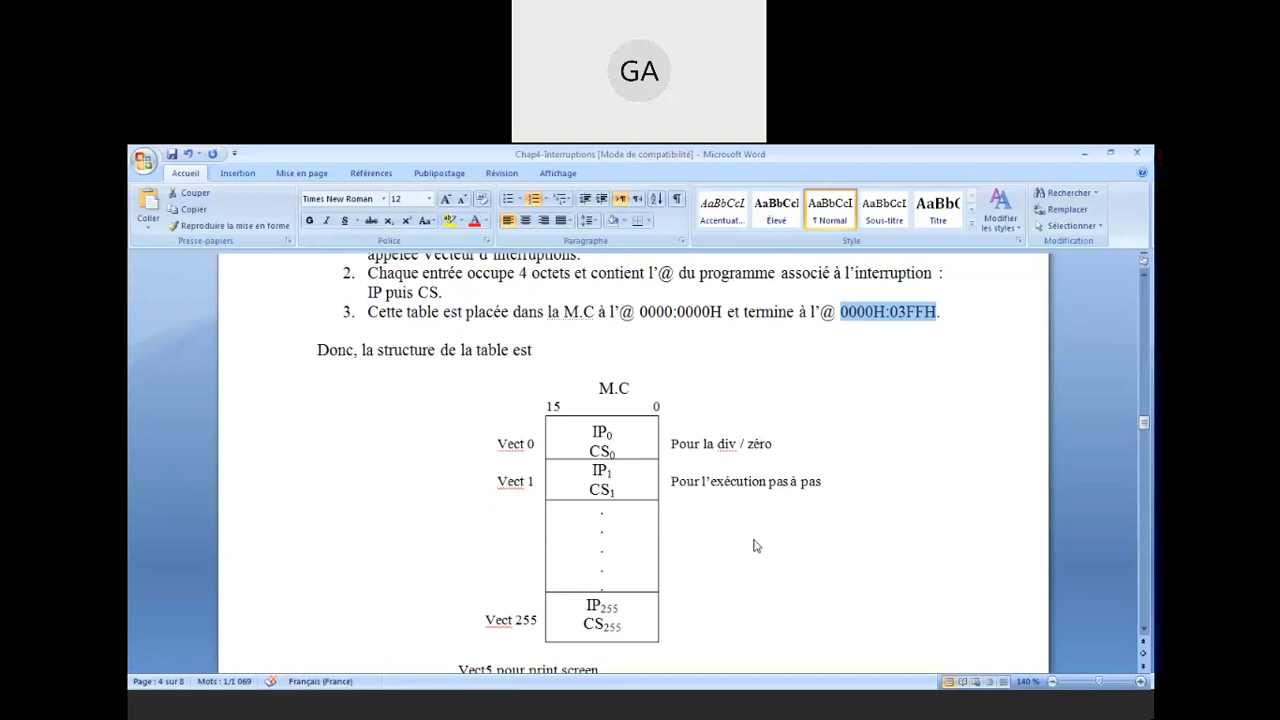 GA
Chap4-Interruptions [Mode de compatibilité] - Microsoft Word
Accueil Insertion Mise en page Références Publipostage Révision Affichage
Coller
Couper
Copier
Reproduire la mise en forme
Presse-papiers
Times New Roman 12
Police
Paragraphe
AaBbCcL AaBbCcl AaBbCcI AaBbCcI AaBb(
Accentuat... Élevé ¶ Normal Sous-titre Titre
Modifier les styles
Style
Rechercher
Remplacer
Sélectionner
Modification
appelée Vecteur d'interruptions.
2. Chaque entrée occupe 4 octets et contient l'@ du programme associé à l'interruption :
IP puis CS.
3. Cette table est placée dans la M.C à l'@ 0000:0000H et termine à l'@ 0000H:03FFH.
Donc, la structure de la table est
M.C
15 0
Vect 0 IP0 CS0 Pour la div / zéro
Vect 1 IP1 CS1 Pour l'exécution pas à pas
.
.
.
.
.
Vect 255 IP255 CS255
Vect5 pour print screen
Page : 4 sur 8 Mots : 1/1 069 Français (France) 140 %